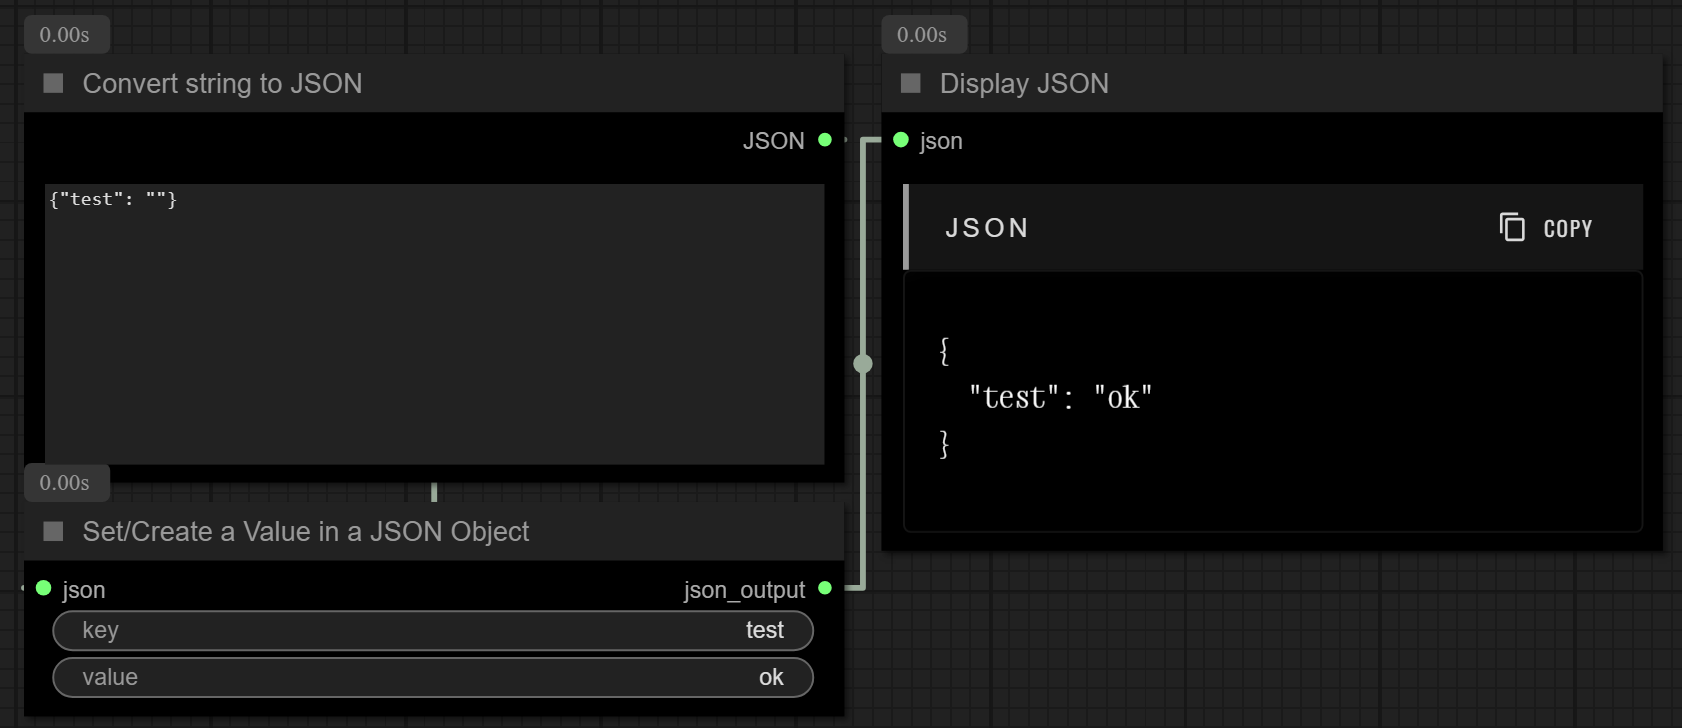 0.00s
Convert string to JSON
JSON
{"test": ""}
0.00s
Set/Create a Value in a JSON Object
json json_output
key test
value ok
0.00s
Display JSON
json
JSON COPY
{
"test": "ok"
}